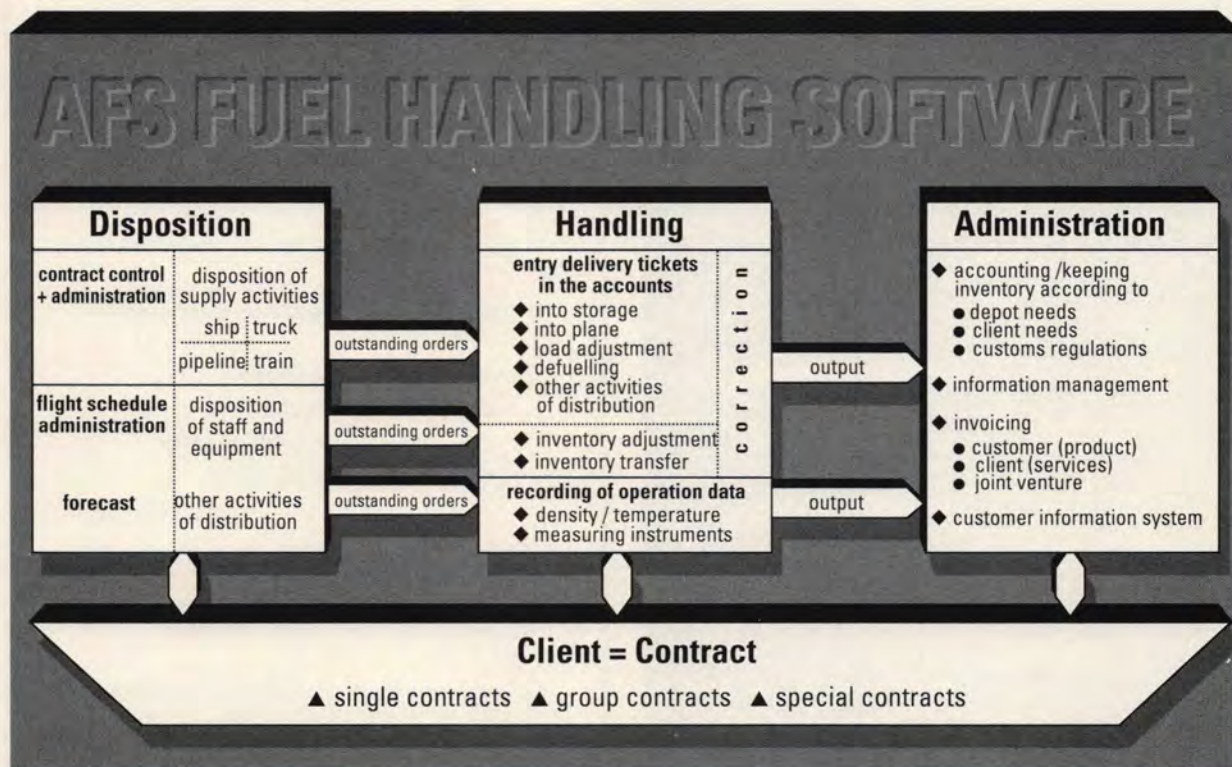 AFS FUEL HANDLING SOFTWARE
Disposition
contract control
+ administration
disposition of
supply activities
ship truck
pipeline train
flight schedule
administration
disposition
of staff and
equipment
forecast
other activities
of distribution
outstanding orders
outstanding orders
outstanding orders
Handling
entry delivery tickets
in the accounts
◆ into storage
◆ into plane
◆ load adjustment
◆ defuelling
◆ other activities
of distribution
◆ inventory adjustment
◆ inventory transfer
correction
recording of operation data
◆ density / temperature
◆ measuring instruments
output
output
Administration
◆ accounting /keeping
inventory according to
● depot needs
● client needs
● customs regulations
◆ information management
◆ invoicing
● customer (product)
● client (services)
● joint venture
◆ customer information system
Client = Contract
▲ single contracts ▲ group contracts ▲ special contracts